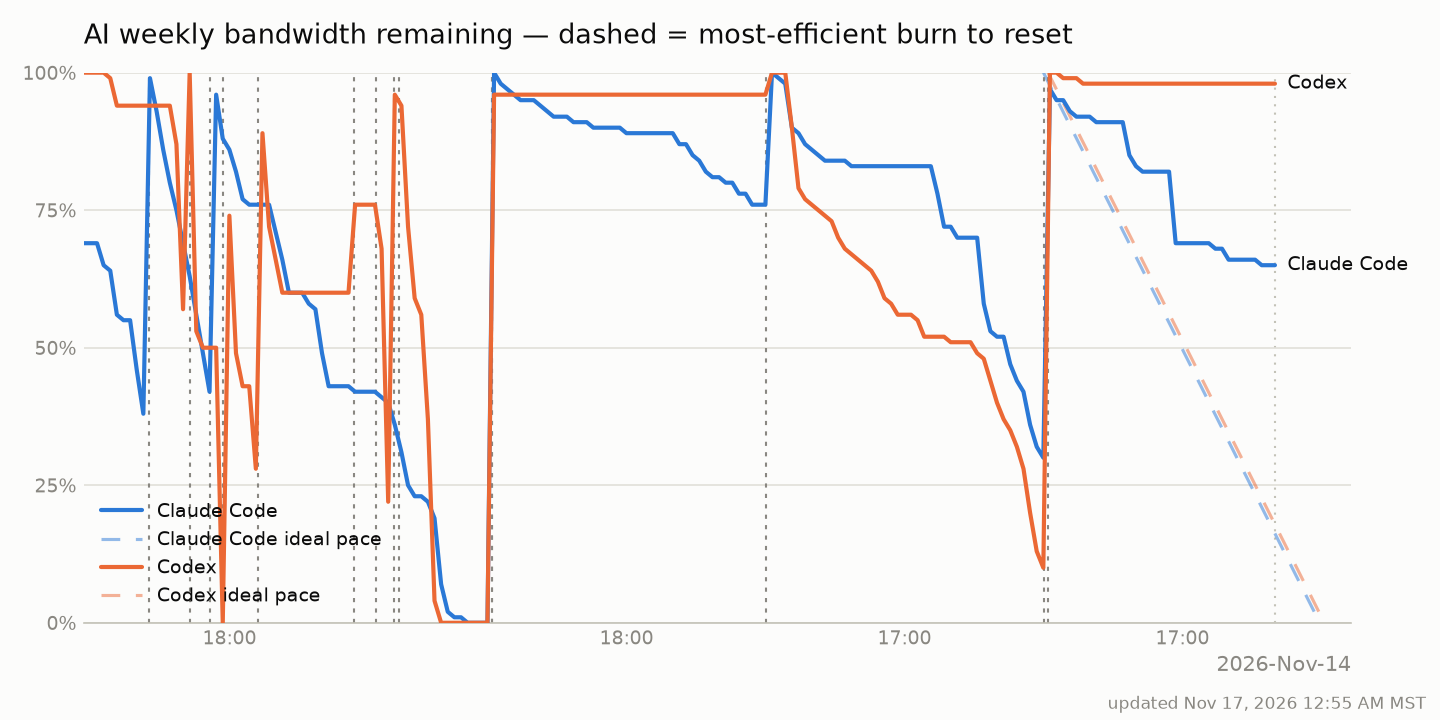 AI weekly bandwidth remaining — dashed = most-efficient burn to reset
100%
75%
50%
25%
0%
Codex
Claude Code
Claude Code
Claude Code ideal pace
Codex
Codex ideal pace
18:00
18:00
17:00
17:00
2026-Nov-14
updated Nov 17, 2026 12:55 AM MST